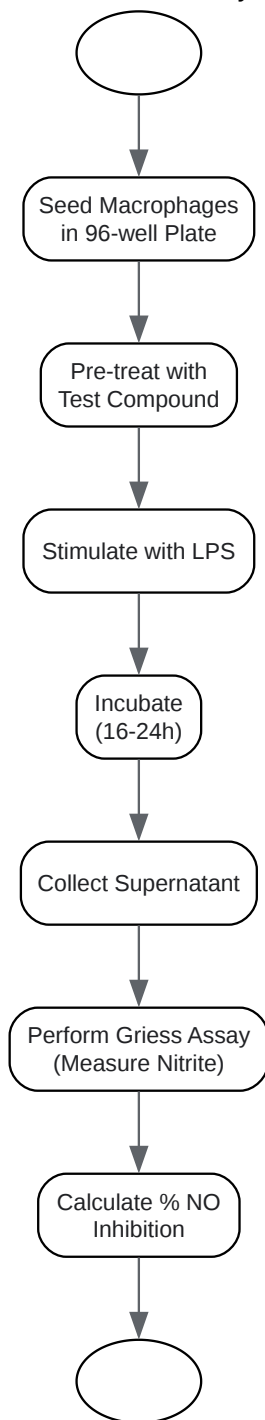 Seed Macrophages
in 96-well Plate
Pre-treat with
Test Compound
Stimulate with LPS
Incubate
(16-24h)
Collect Supernatant
Perform Griess Assay
(Measure Nitrite)
Calculate % NO
Inhibition